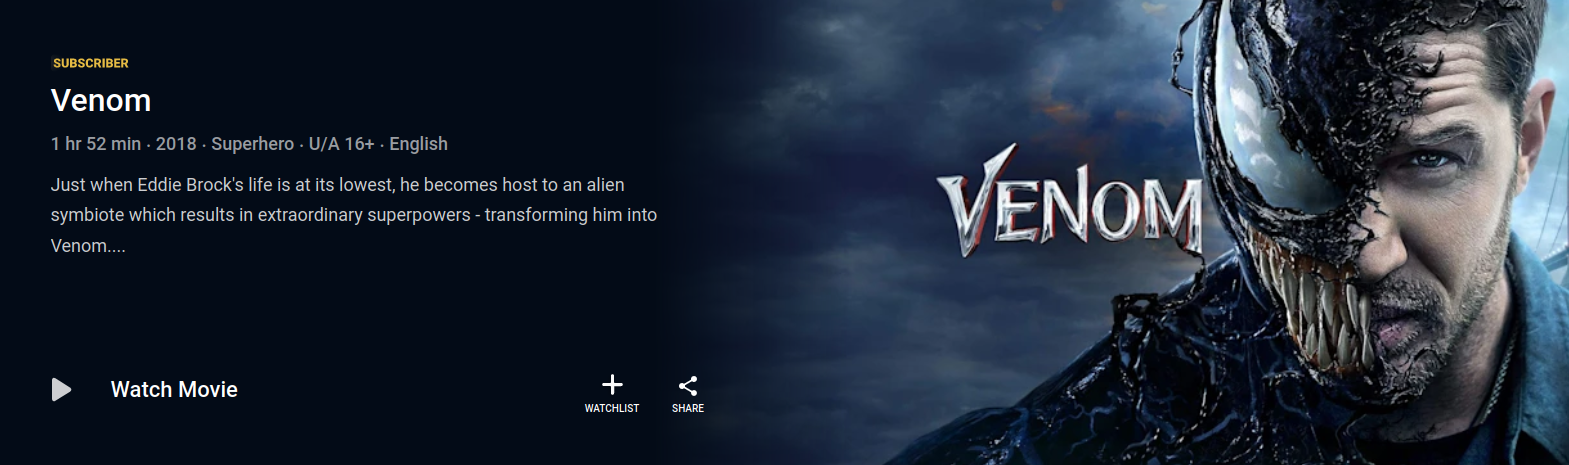 SUBSCRIBER
Venom
1 hr 52 min · 2018 · Superhero · U/A 16+ · English
Just when Eddie Brock's life is at its lowest, he becomes host to an alien
symbiote which results in extraordinary superpowers - transforming him into
Venom....
VENOM
Watch Movie
WATCHLIST
SHARE